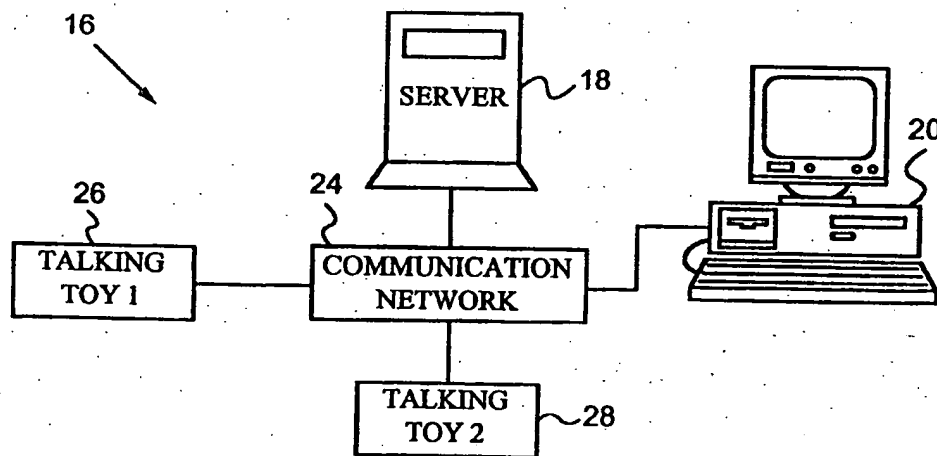 16
SERVER
18
20
26
24
TALKING
TOY 1
COMMUNICATION
NETWORK
TALKING
TOY 2
28